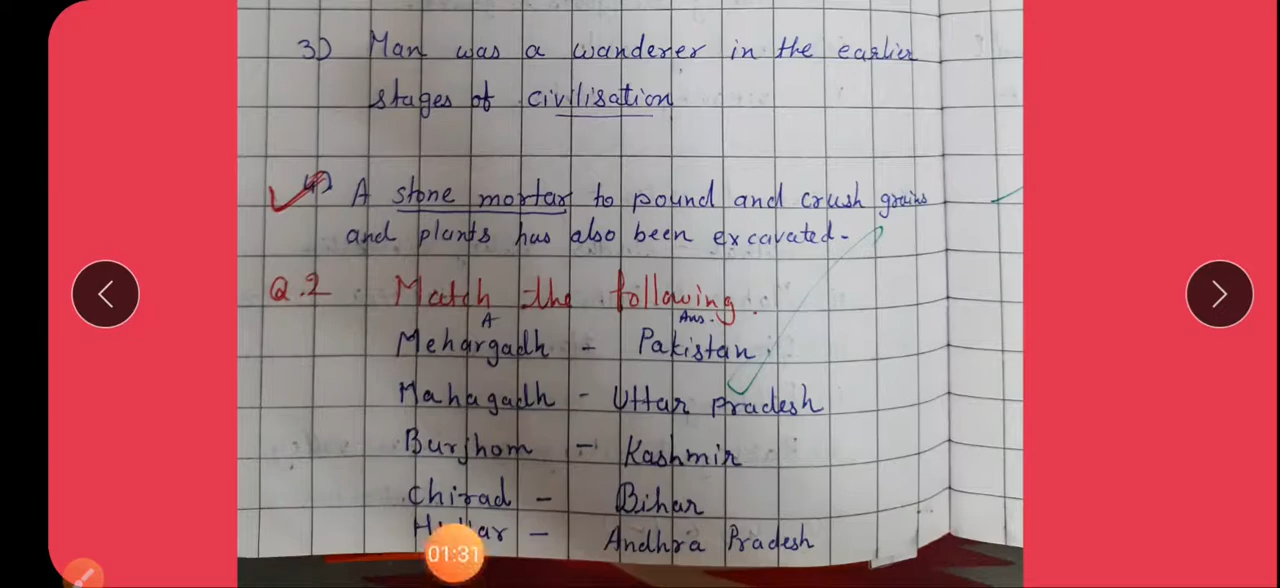 3) Man was a wanderer in the earlier
stages of civilisation
4) A stone mortar to pound and crush grains
and plants has also been excavated.
Q.2 Match the following.
A Ans.
Mehargadh - Pakistan
Mahagadh - Uttar pradesh
Burjhom - Kashmir
Chirad - Bihar
- Andhra Pradesh
01:31